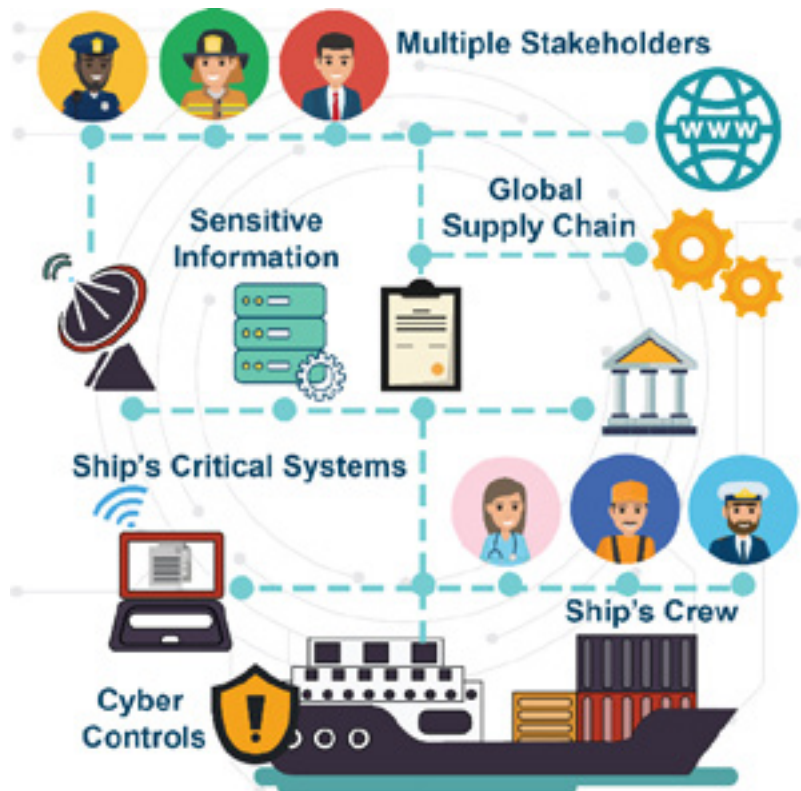 Multiple Stakeholders
WWW
Global
Supply Chain
Sensitive
Information
Ship's Critical Systems
Ship's Crew
Cyber
Controls